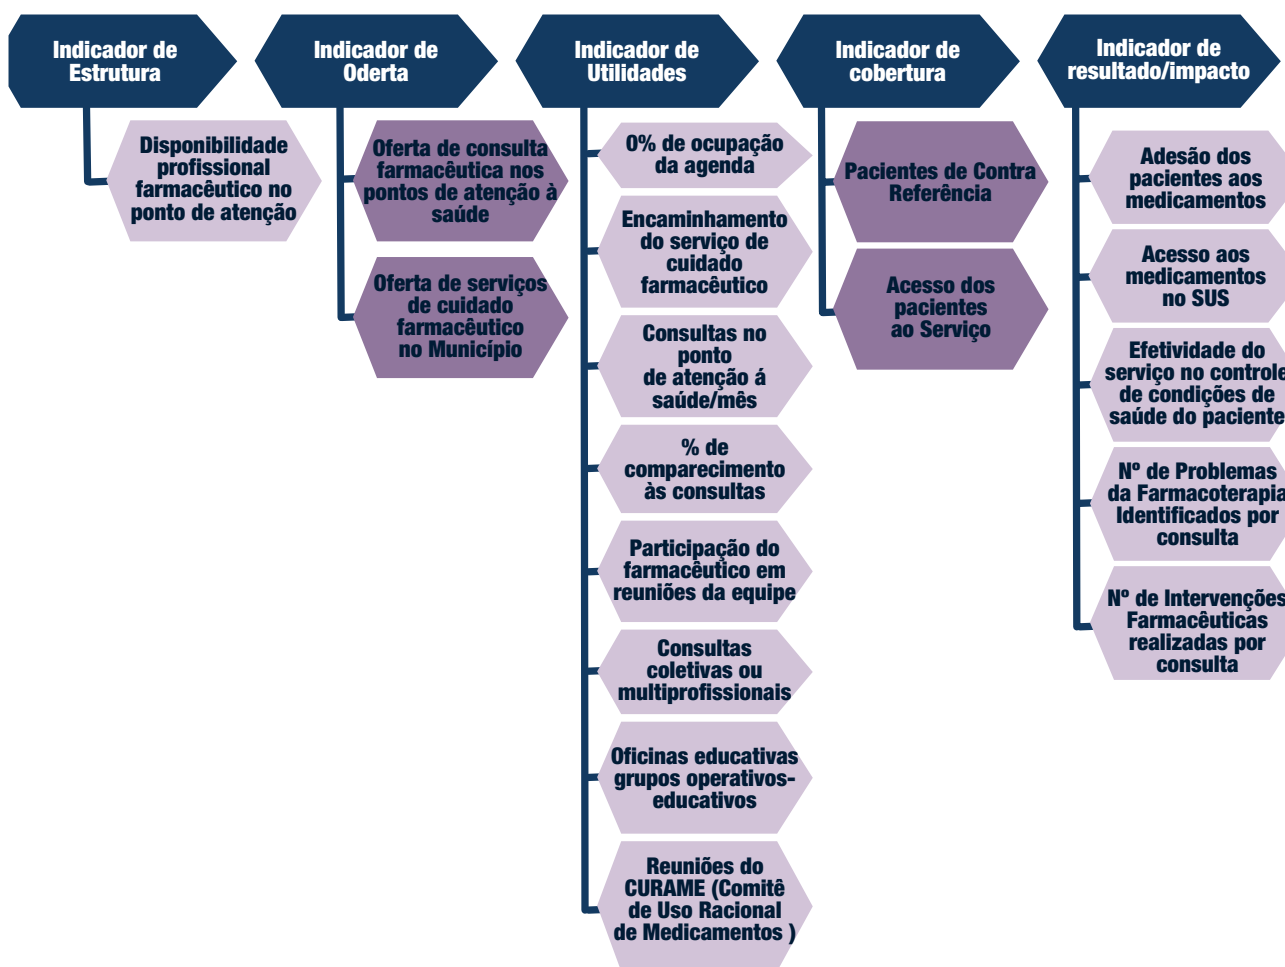 Indicador de
Estrutura
Disponibilidade
profissional
farmacêutico no
ponto de atenção
Indicador de
Oderta
Oferta de consulta
farmacêutica nos
pontos de atenção à
saúde
Oferta de serviços
de cuidado
farmacêutico
no Município
Indicador de
Utilidades
0% de ocupação
da agenda
Encaminhamento
do serviço de
cuidado
farmacêutico
Consultas no
ponto
de atenção á
saúde/mês
% de
comparecimento
às consultas
Participação do
farmacêutico em
reuniões da equipe
Consultas
coletivas ou
multiprofissionais
Oficinas educativas
grupos operativos-
educativos
Reuniões do
CURAME (Comitê
de Uso Racional
de Medicamentos )
Indicador de
cobertura
Pacientes de Contra
Referência
Acesso dos
pacientes
ao Serviço
Indicador de
resultado/impacto
Adesão dos
pacientes aos
medicamentos
Acesso aos
medicamentos
no SUS
Efetividade do
serviço no controle
de condições de
saúde do paciente
Nº de Problemas
da Farmacoterapia
Identificados por
consulta
Nº de Intervenções
Farmacêuticas
realizadas por
consulta